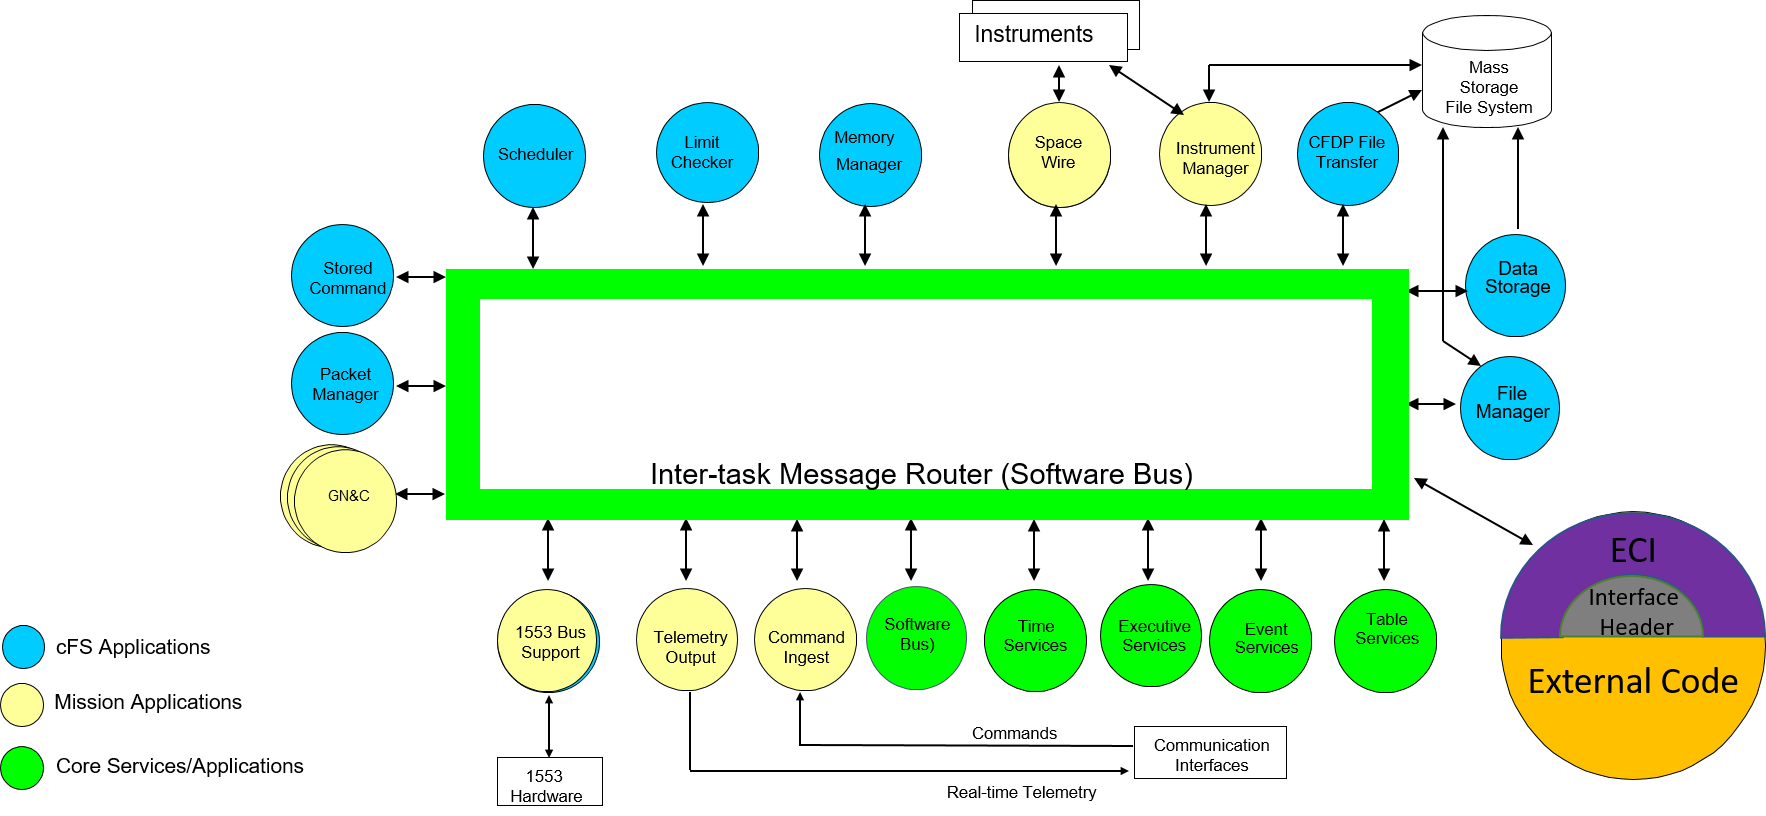 Instruments
Mass
Storage
File System
Scheduler
Limit
Checker
Memory
Manager
Space
Wire
Instrument
Manager
CFDP File
Transfer
Stored
Command
Data
Storage
Packet
Manager
File
Manager
GN&C
Inter-task Message Router (Software Bus)
ECI
Interface
Header
External Code
1553 Bus
Support
Telemetry
Output
Command
Ingest
Software
Bus)
Time
Services
Executive
Services
Event
Services
Table
Services
cFS Applications
Mission Applications
Core Services/Applications
Commands
Communication
Interfaces
1553
Hardware
Real-time Telemetry